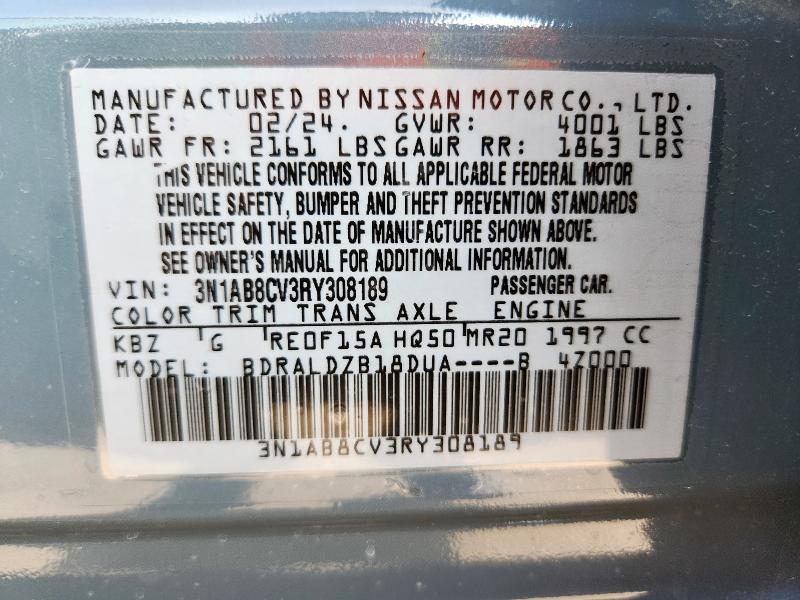 MANUFACTURED BY NISSAN MOTOR CO., LTD.
DATE: 02/24. GVWR: 4001 LBS
GAWR FR: 2161 LBS GAWR RR: 1863 LBS
THIS VEHICLE CONFORMS TO ALL APPLICABLE FEDERAL MOTOR
VEHICLE SAFETY, BUMPER AND THEFT PREVENTION STANDARDS
IN EFFECT ON THE DATE OF MANUFACTURE SHOWN ABOVE.
SEE OWNER'S MANUAL FOR ADDITIONAL INFORMATION.
VIN: 3N1AB8CV3RY308189 PASSENGER CAR.
COLOR TRIM TRANS AXLE ENGINE
KBZ G RE0F15A HQ50 MR20 1997 CC
MODEL: BDRALDZB18DUA----B 4Z000
3N1AB8CV3RY308189